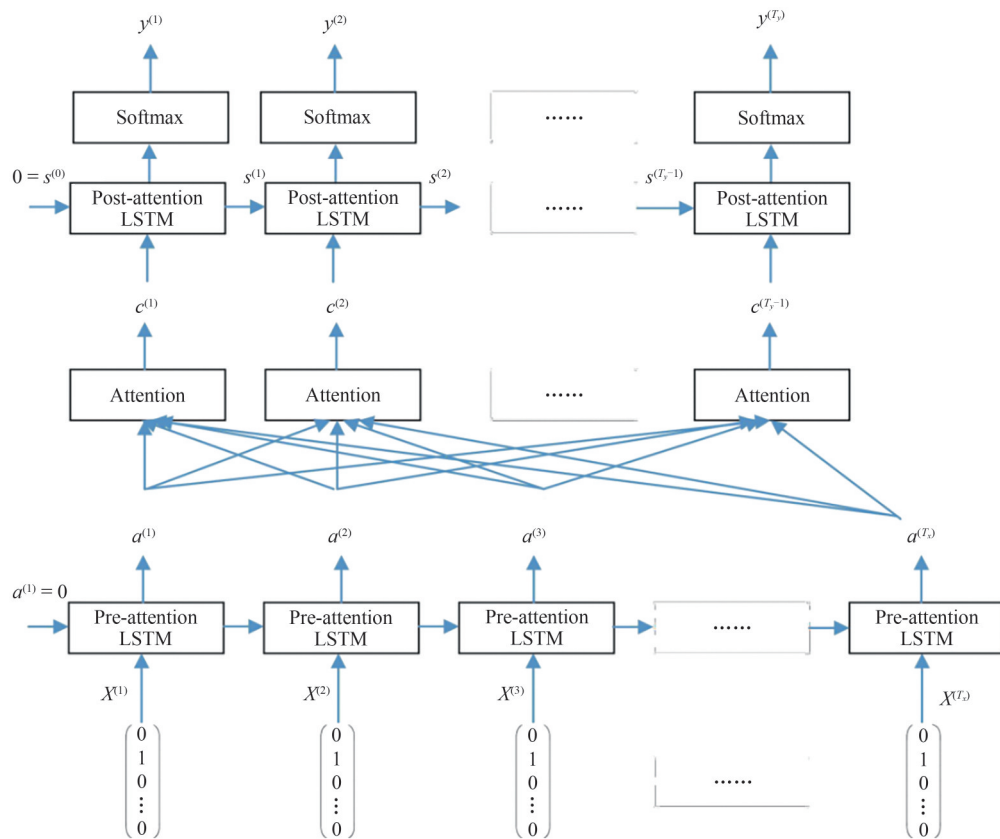 y(1) y(2) y(Ty)
Softmax Softmax ...... Softmax
0 = s(0) s(1) s(2) s(Ty−1)
Post-attention Post-attention ...... Post-attention
LSTM LSTM LSTM
c(1) c(2) c(Ty−1)
Attention Attention ...... Attention
a(1) a(2) a(3) a(Tx)
a(1) = 0
Pre-attention Pre-attention Pre-attention ...... Pre-attention
LSTM LSTM LSTM LSTM
X(1) X(2) X(3) X(Tx)
0 0 0 0
1 1 1 1
0 0 0 ...... 0
⋮ ⋮ ⋮ ⋮
0 0 0 0